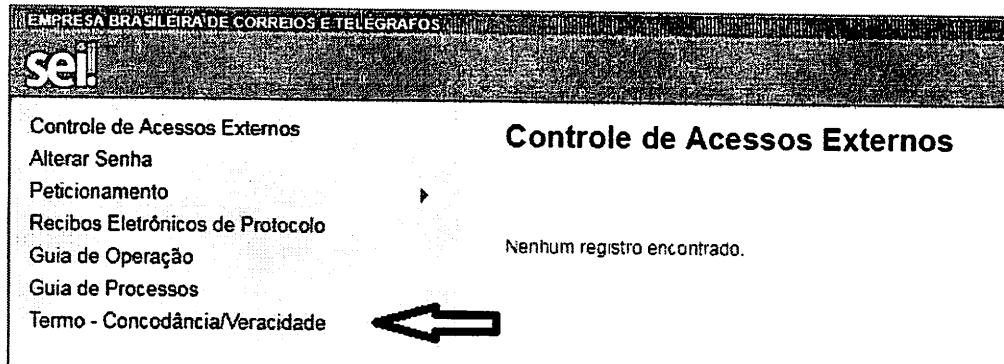 EMPRESA BRASILEIRA DE CORREIOS E TELEGRAFOS
sei!
Controle de Acessos Externos
Alterar Senha
Peticionamento
Recibos Eletrônicos de Protocolo
Guia de Operação
Guia de Processos
Termo - Concodância/Veracidade
Controle de Acessos Externos
Nenhum registro encontrado.